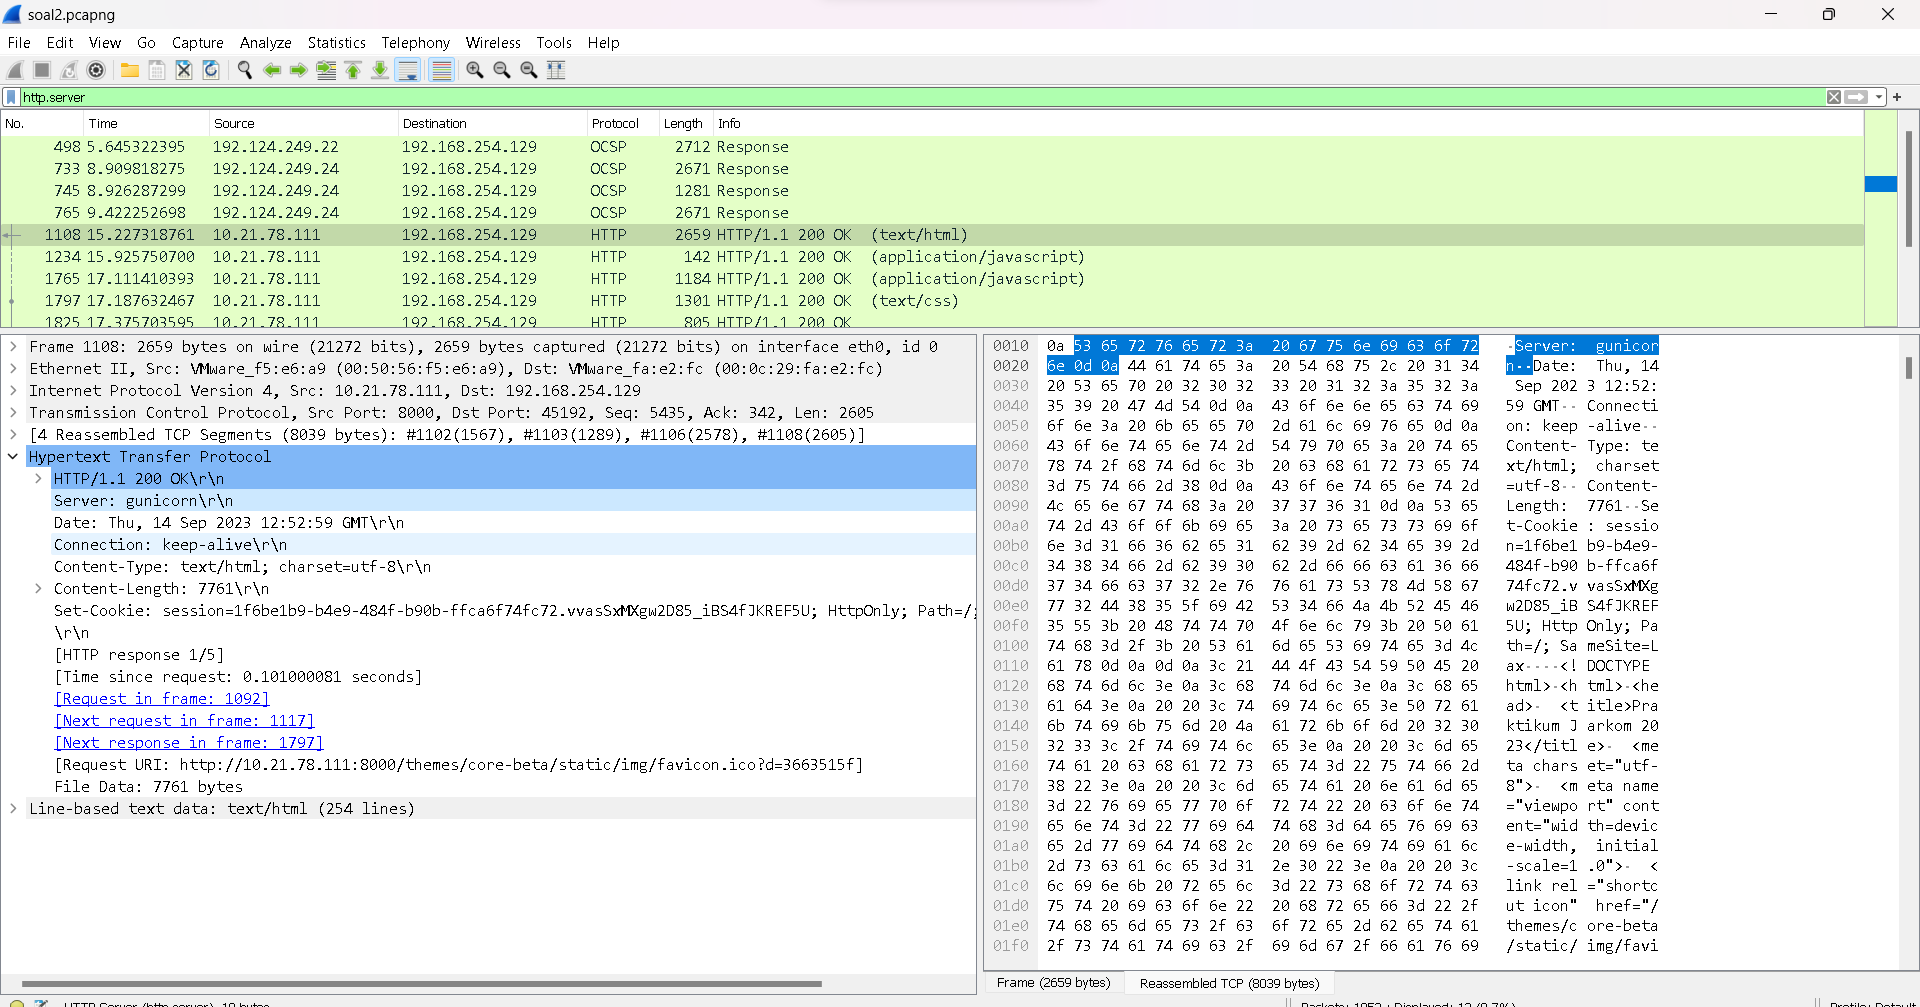 soal2.pcapng
File Edit View Go Capture Analyze Statistics Telephony Wireless Tools Help
http.server
No. Time Source Destination Protocol Length Info
498 5.645322395 192.124.249.22 192.168.254.129 OCSP 2712 Response
733 8.909818275 192.124.249.24 192.168.254.129 OCSP 2671 Response
745 8.926287299 192.124.249.24 192.168.254.129 OCSP 1281 Response
765 9.422252698 192.124.249.24 192.168.254.129 OCSP 2671 Response
1108 15.227318761 10.21.78.111 192.168.254.129 HTTP 2659 HTTP/1.1 200 OK (text/html)
1234 15.925750700 10.21.78.111 192.168.254.129 HTTP 142 HTTP/1.1 200 OK (application/javascript)
1765 17.111410393 10.21.78.111 192.168.254.129 HTTP 1184 HTTP/1.1 200 OK (application/javascript)
1797 17.187632467 10.21.78.111 192.168.254.129 HTTP 1301 HTTP/1.1 200 OK (text/css)
1825 17.375703595 10.21.78.111 192.168.254.129 HTTP 805 HTTP/1.1 200 OK
Frame 1108: 2659 bytes on wire (21272 bits), 2659 bytes captured (21272 bits) on interface eth0, id 0
Ethernet II, Src: VMware_f5:e6:a9 (00:50:56:f5:e6:a9), Dst: VMware_fa:e2:fc (00:0c:29:fa:e2:fc)
Internet Protocol Version 4, Src: 10.21.78.111, Dst: 192.168.254.129
Transmission Control Protocol, Src Port: 8000, Dst Port: 45192, Seq: 5435, Ack: 342, Len: 2605
[4 Reassembled TCP Segments (8039 bytes): #1102(1567), #1103(1289), #1106(2578), #1108(2605)]
Hypertext Transfer Protocol
HTTP/1.1 200 OK\r\n
Server: gunicorn\r\n
Date: Thu, 14 Sep 2023 12:52:59 GMT\r\n
Connection: keep-alive\r\n
Content-Type: text/html; charset=utf-8\r\n
Content-Length: 7761\r\n
Set-Cookie: session=1f6be1b9-b4e9-484f-b90b-ffca6f74fc72.vvasSxMXgw2D85_iBS4fJKREF5U; HttpOnly; Path=/;
\r\n
[HTTP response 1/5]
[Time since request: 0.101000081 seconds]
[Request in frame: 1092]
[Next request in frame: 1117]
[Next response in frame: 1797]
[Request URI: http://10.21.78.111:8000/themes/core-beta/static/img/favicon.ico?d=3663515f]
File Data: 7761 bytes
Line-based text data: text/html (254 lines)
0010 0a 53 65 72 76 65 72 3a 20 67 75 6e 69 63 6f 72 ·Server: gunicor
0020 6e 0d 0a 44 61 74 65 3a 20 54 68 75 2c 20 31 34 n··Date: Thu, 14
0030 20 53 65 70 20 32 30 32 33 20 31 32 3a 35 32 3a Sep 202 3 12:52:
0040 35 39 20 47 4d 54 0d 0a 43 6f 6e 6e 65 63 74 69 59 GMT·· Connecti
0050 6f 6e 3a 20 6b 65 65 70 2d 61 6c 69 76 65 0d 0a on: keep -alive··
0060 43 6f 6e 74 65 6e 74 2d 54 79 70 65 3a 20 74 65 Content- Type: te
0070 78 74 2f 68 74 6d 6c 3b 20 63 68 61 72 73 65 74 xt/html; charset
0080 3d 75 74 66 2d 38 0d 0a 43 6f 6e 74 65 6e 74 2d =utf-8·· Content-
0090 4c 65 6e 67 74 68 3a 20 37 37 36 31 0d 0a 53 65 Length: 7761··Se
00a0 74 2d 43 6f 6f 6b 69 65 3a 20 73 65 73 73 69 6f t-Cookie : sessio
00b0 6e 3d 31 66 36 62 65 31 62 39 2d 62 34 65 39 2d n=1f6be1 b9-b4e9-
00c0 34 38 34 66 2d 62 39 30 62 2d 66 66 63 61 36 66 484f-b90 b-ffca6f
00d0 37 34 66 63 37 32 2e 76 76 61 73 53 78 4d 58 67 74fc72.v vasSxMXg
00e0 77 32 44 38 35 5f 69 42 53 34 66 4a 4b 52 45 46 w2D85_iB S4fJKREF
00f0 35 55 3b 20 48 74 74 70 4f 6e 6c 79 3b 20 50 61 5U; Http Only; Pa
0100 74 68 3d 2f 3b 20 53 61 6d 65 53 69 74 65 3d 4c th=/; Sa meSite=L
0110 61 78 0d 0a 0d 0a 3c 21 44 4f 43 54 59 50 45 20 ax····<! DOCTYPE
0120 68 74 6d 6c 3e 0a 3c 68 74 6d 6c 3e 0a 3c 68 65 html>·<h tml>·<he
0130 61 64 3e 0a 20 20 3c 74 69 74 6c 65 3e 50 72 61 ad>· <t itle>Pra
0140 6b 74 69 6b 75 6d 20 4a 61 72 6b 6f 6d 20 32 30 ktikum J arkom 20
0150 32 33 3c 2f 74 69 74 6c 65 3e 0a 20 20 3c 6d 65 23</titl e>· <me
0160 74 61 20 63 68 61 72 73 65 74 3d 22 75 74 66 2d ta chars et="utf-
0170 38 22 3e 0a 20 20 3c 6d 65 74 61 20 6e 61 6d 65 8">· <m eta name
0180 3d 22 76 69 65 77 70 6f 72 74 22 20 63 6f 6e 74 ="viewpo rt" cont
0190 65 6e 74 3d 22 77 69 64 74 68 3d 64 65 76 69 63 ent="wid th=devic
01a0 65 2d 77 69 64 74 68 2c 20 69 6e 69 74 69 61 6c e-width, initial
01b0 2d 73 63 61 6c 65 3d 31 2e 30 22 3e 0a 20 20 3c -scale=1 .0">· <
01c0 6c 69 6e 6b 20 72 65 6c 3d 22 73 68 6f 72 74 63 link rel ="shortc
01d0 75 74 20 69 63 6f 6e 22 20 68 72 65 66 3d 22 2f ut icon" href="/
01e0 74 68 65 6d 65 73 2f 63 6f 72 65 2d 62 65 74 61 themes/c ore-beta
01f0 2f 73 74 61 74 69 63 2f 69 6d 67 2f 66 61 76 69 /static/ img/favi
Frame (2659 bytes) Reassembled TCP (8039 bytes)